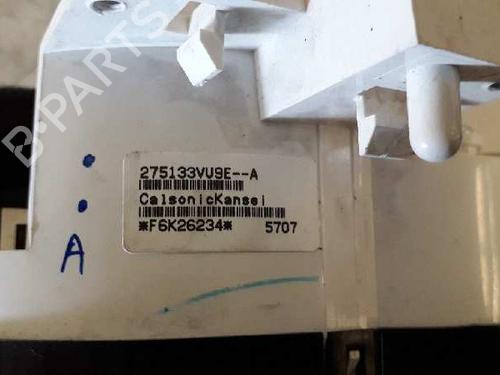 B-PARTS
275133VU9E--A
CalsonicKansei
*F6K26234* 5707
A